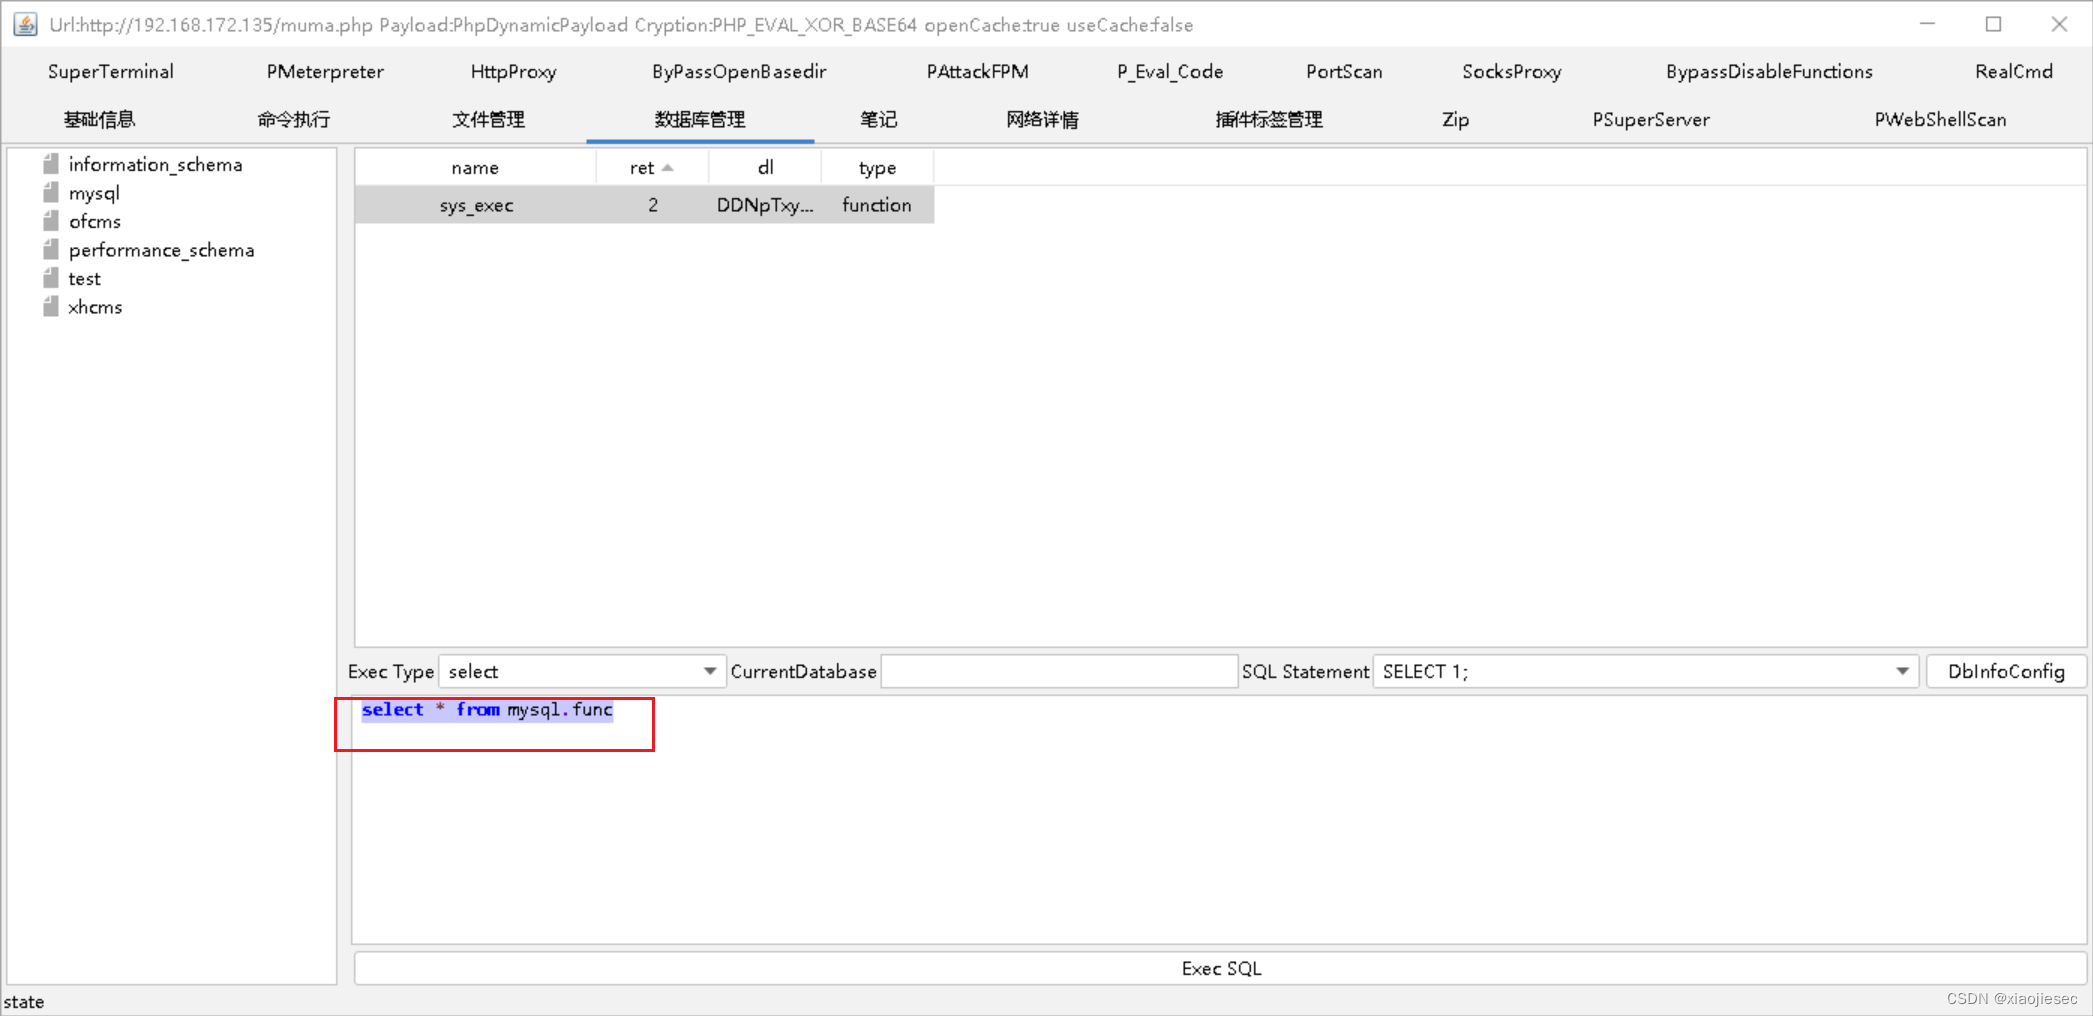 Url:http://192.168.172.135/muma.php Payload:PhpDynamicPayload Cryption:PHP_EVAL_XOR_BASE64 openCache:true useCache:false
SuperTerminal PMeterpreter HttpProxy ByPassOpenBasedir PAttackFPM P_Eval_Code PortScan SocksProxy BypassDisableFunctions RealCmd
基础信息 命令执行 文件管理 数据库管理 笔记 网络详情 插件标签管理 Zip PSuperServer PWebShellScan
information_schema
mysql
ofcms
performance_schema
test
xhcms
name ret dl type
sys_exec 2 DDNpTxy... function
Exec Type select CurrentDatabase SQL Statement SELECT 1; DbInfoConfig
select * from mysql.func
Exec SQL
state
CSDN @xiaojiesec